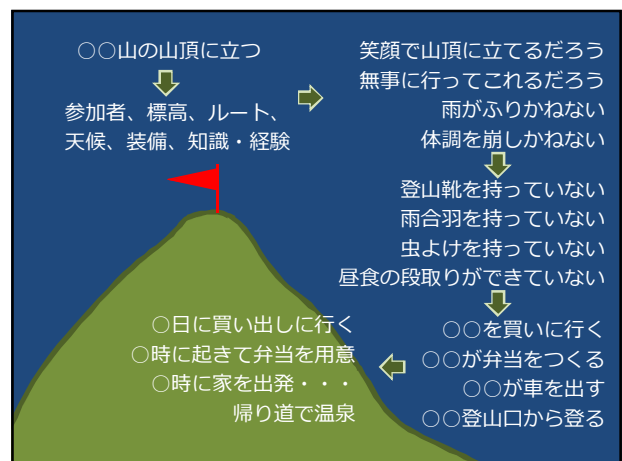 ○○山の山頂に立つ
参加者、標高、ルート、
天候、装備、知識・経験
笑顔で山頂に立てるだろう
無事に行ってこれるだろう
雨がふりかねない
体調を崩しかねない
登山靴を持っていない
雨合羽を持っていない
虫よけを持っていない
昼食の段取りができていない
○○を買いに行く
○○が弁当をつくる
○○が車を出す
○○登山口から登る
○日に買い出しに行く
○時に起きて弁当を用意
○時に家を出発・・・
帰り道で温泉